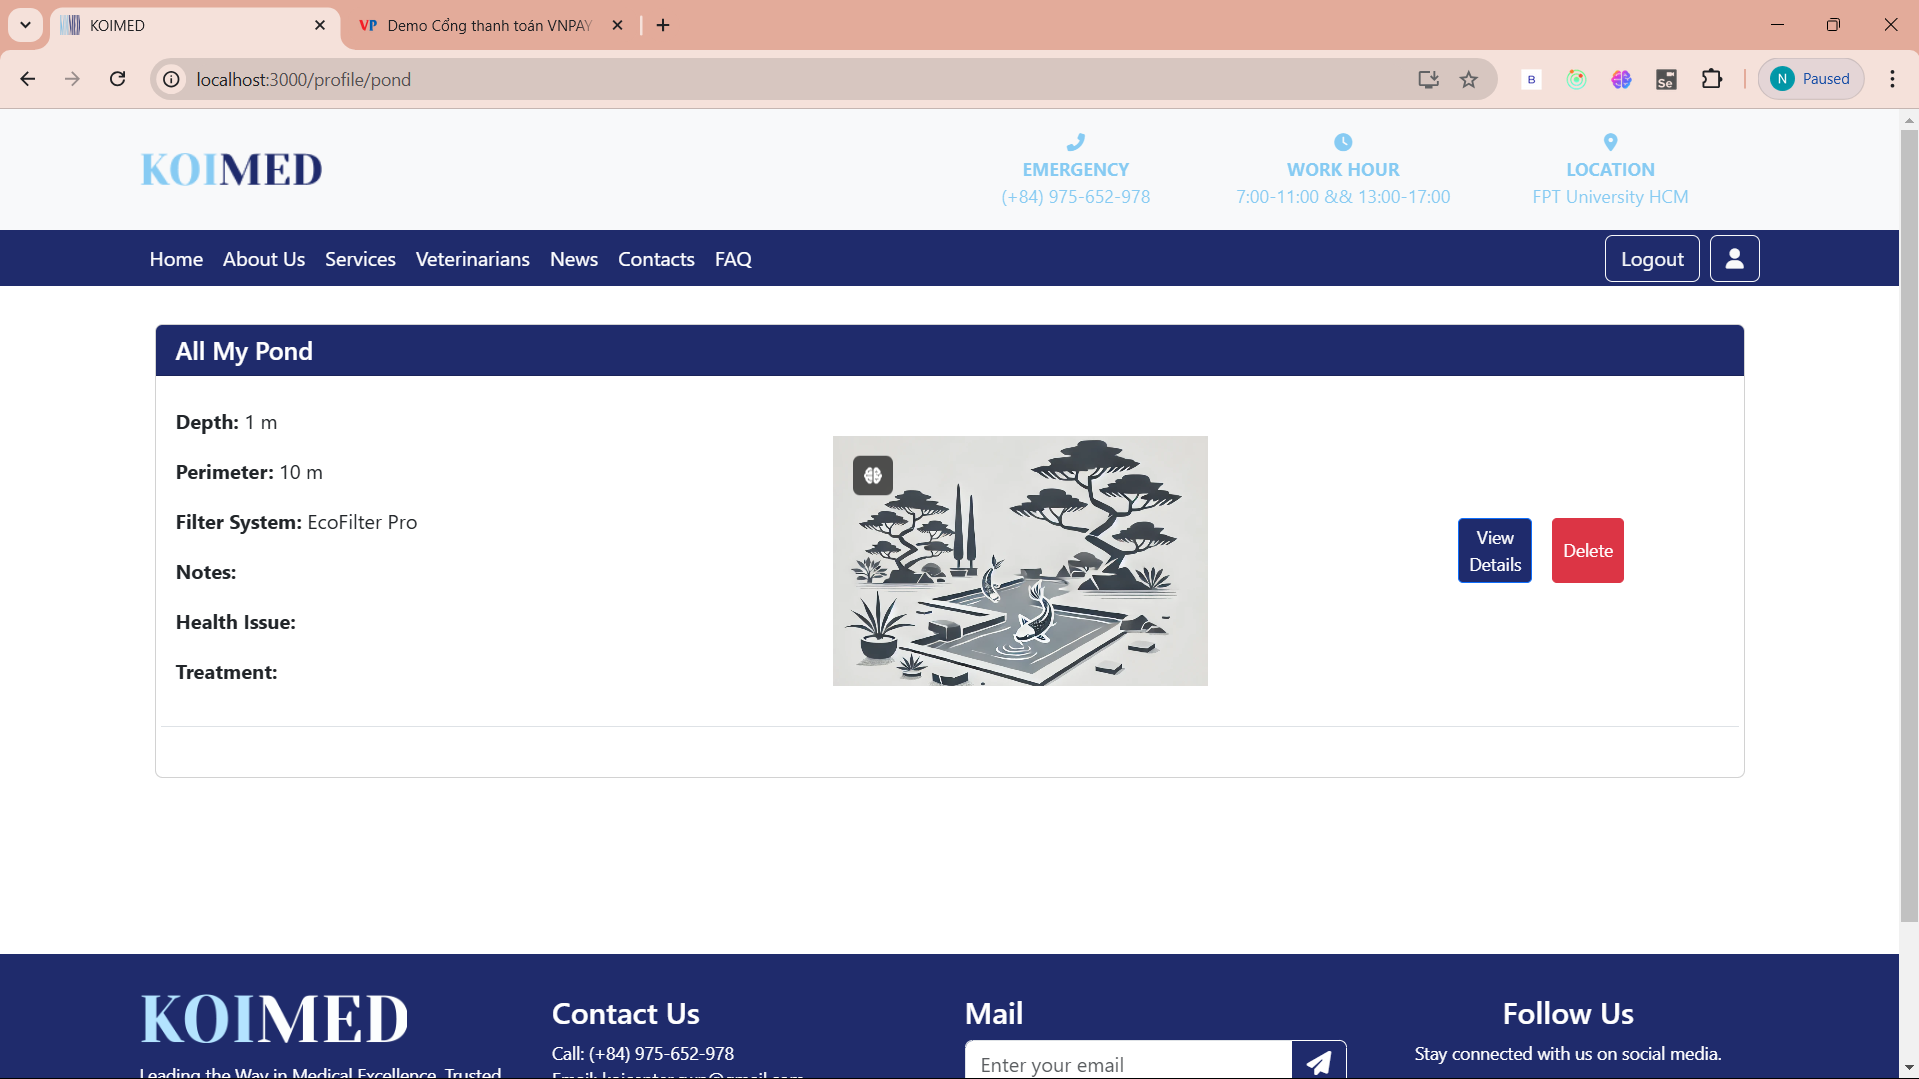 KOIMED
Demo Cổng thanh toán VNPAY
localhost:3000/profile/pond
B
Se
N Paused
KOIMED
EMERGENCY
(+84) 975-652-978
WORK HOUR
7:00-11:00 && 13:00-17:00
LOCATION
FPT University HCM
Home About Us Services Veterinarians News Contacts FAQ
Logout
All My Pond
Depth: 1 m
Perimeter: 10 m
Filter System: EcoFilter Pro
Notes:
Health Issue:
Treatment:
View
Details
Delete
KOIMED
Leading the Way in Medical Excellence, Trusted
Contact Us
Call: (+84) 975-652-978
Mail
Enter your email
Follow Us
Stay connected with us on social media.